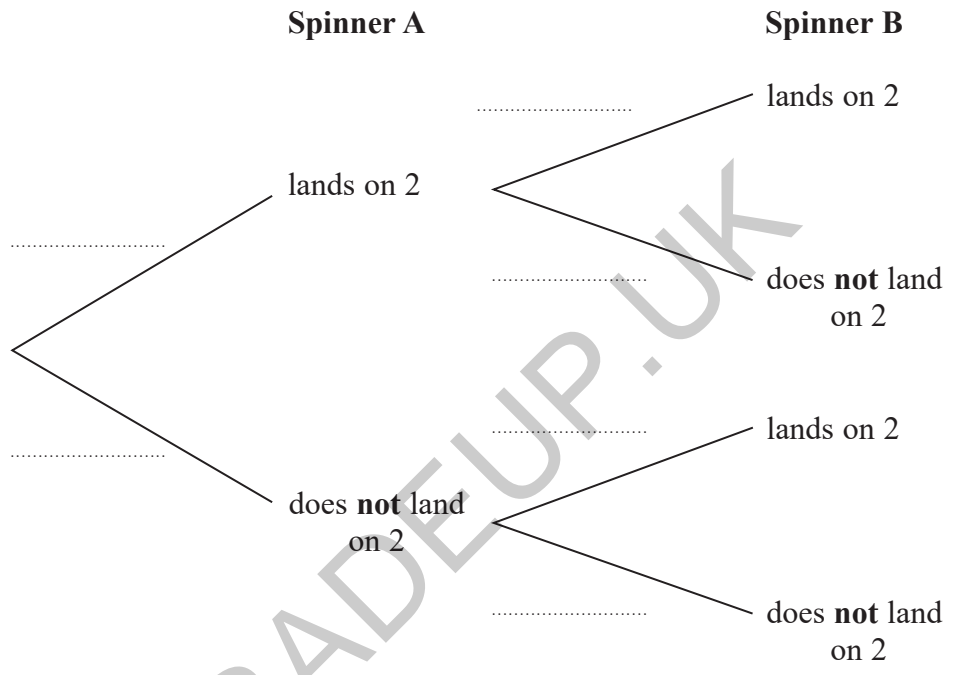 Spinner A
Spinner B
lands on 2
lands on 2
does not land
on 2
lands on 2
does not land
on 2
does not land
on 2
ADEUP.UK